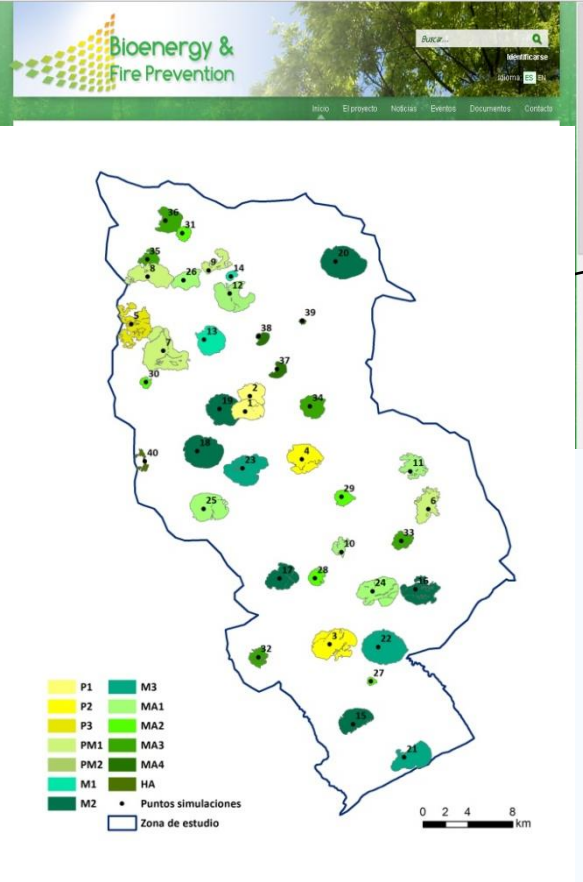 Buscar...
Bioenergy &
Fire Prevention
Identificarse
Idioma: ES EN
Inicio El proyecto Noticias Eventos Documentos Contacto
36
31
35
9
20
8
26
14
12
39
5
38
13
7
37
30
2
34
19
1
18
4
40
23
11
29
6
25
33
10
17
28
24
16
3
22
32
27
15
21
P1 M3
P2 MA1
P3 MA2
PM1 MA3
PM2 MA4
M1 HA
M2 Puntos simulaciones
Zona de estudio
0 2 4 8
km